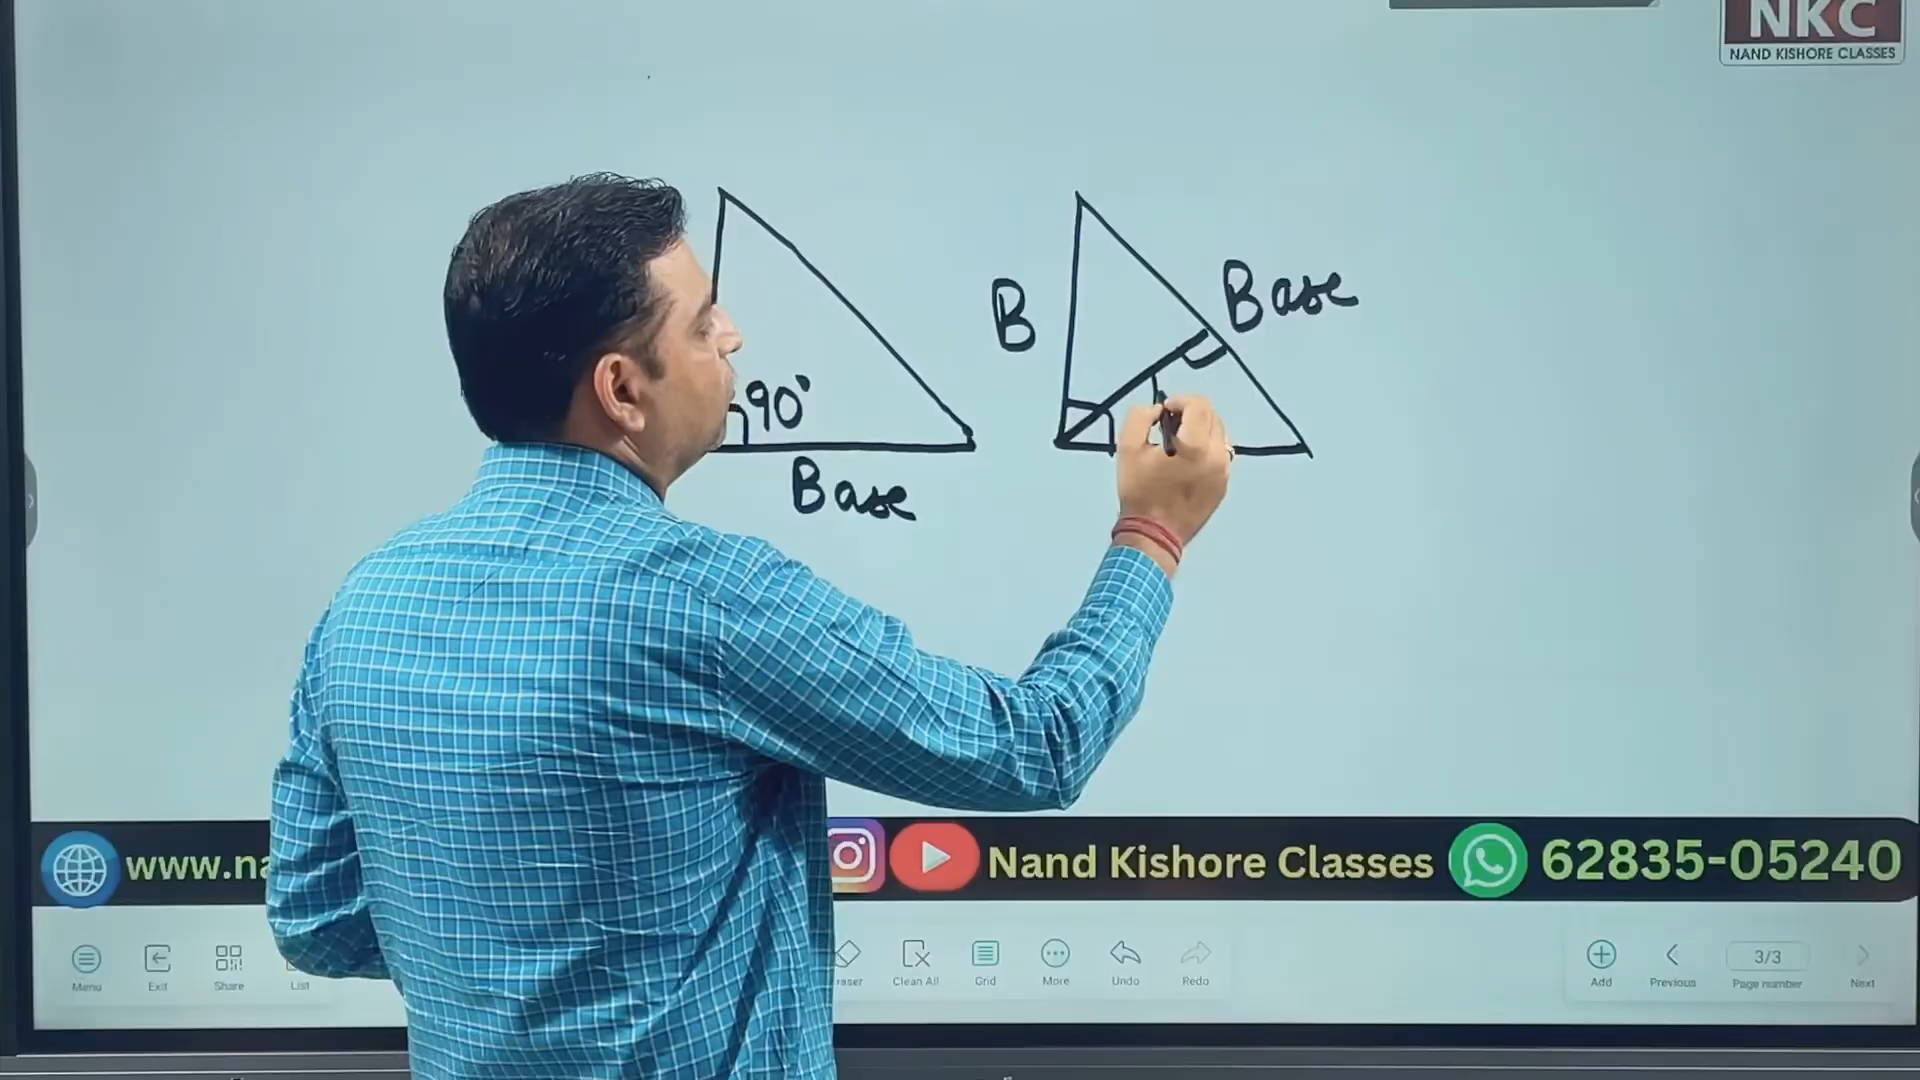 NKC
NAND KISHORE CLASSES
B
Base
90°
Base
www.na
Nand Kishore Classes
62835-05240
Menu
Exit
Share
List
raser
Clean All
Grid
More
Undo
Redo
Add
Previous
3/3
Page number
Next